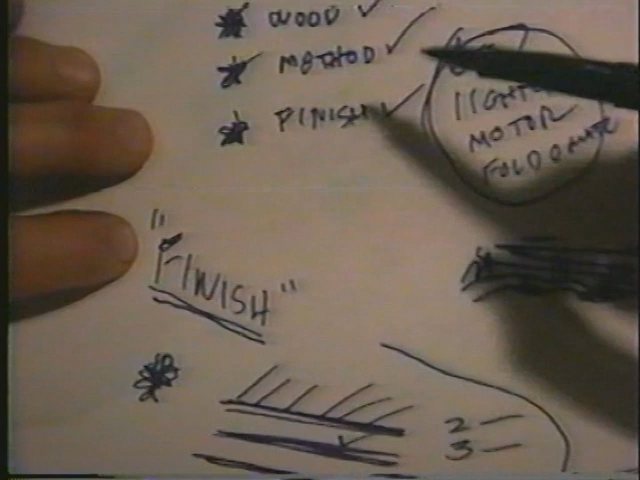 WOOD
METHOD
FINISH
LIGHT
MOTOR
"FINISH"
2 —
3 —